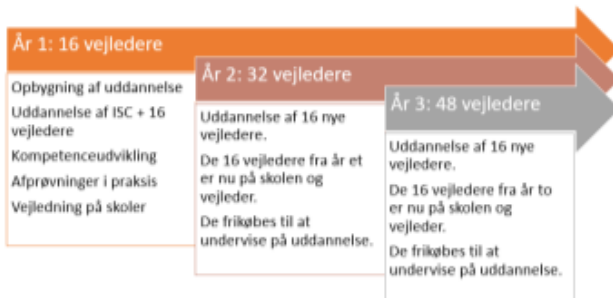 År 1: 16 vejledere
Opbygning af uddannelse
Uddannelse af ISC + 16
vejledere
Kompetenceudvikling
Afprøvninger i praksis
Vejledning på skoler
År 2: 32 vejledere
Uddannelse af 16 nye
vejledere.
De 16 vejledere fra år et
er nu på skolen og
vejleder.
De frikøbes til at
undervise på uddannelse.
År 3: 48 vejledere
Uddannelse af 16 nye
vejledere.
De 16 vejledere fra år to
er nu på skolen og
vejleder.
De frikøbes til at
undervise på uddannelse.